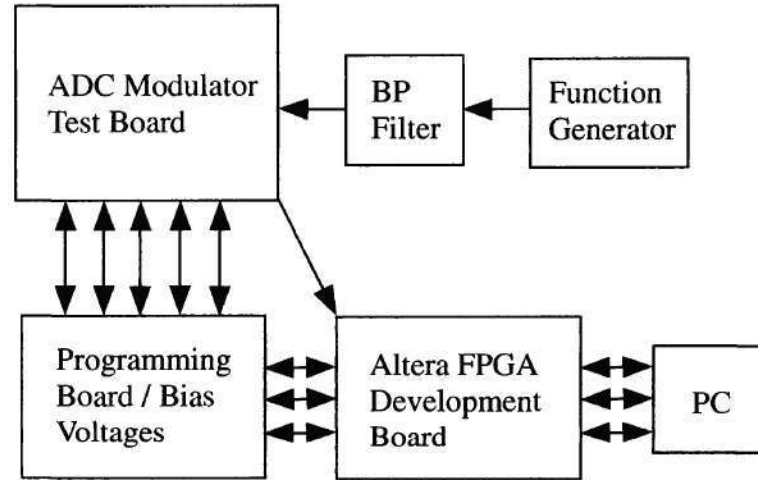 ADC Modulator
Test Board
BP
Filter
Function
Generator
Programming
Board / Bias
Voltages
Altera FPGA
Development
Board
PC